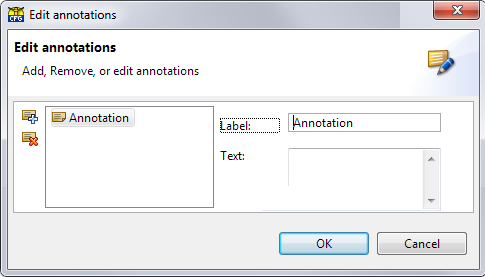 CFG Edit annotations
Edit annotations
Add, Remove, or edit annotations
Annotation
Label: Annotation
Text:
OK Cancel